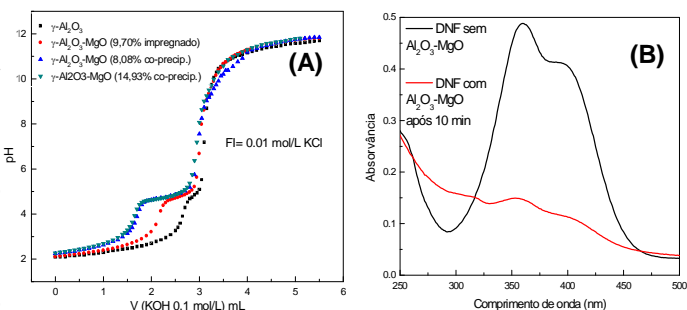 12
10
8
6
4
2
pH
γ-Al₂O₃
γ-Al₂O₃-MgO (9,70% impregnado)
γ-Al₂O₃-MgO (8,08% co-precip.)
γ-Al2O3-MgO (14,93% co-precip.)
(A)
FI= 0.01 mol/L KCl
0 1 2 3 4 5 6
V (KOH 0.1 mol/L) mL
0.5
0.4
0.3
0.2
0.1
0.0
Absorvância
DNF sem
Al₂O₃-MgO
DNF com
Al₂O₃-MgO
após 10 min
(B)
250 300 350 400 450 500
Comprimento de onda (nm)